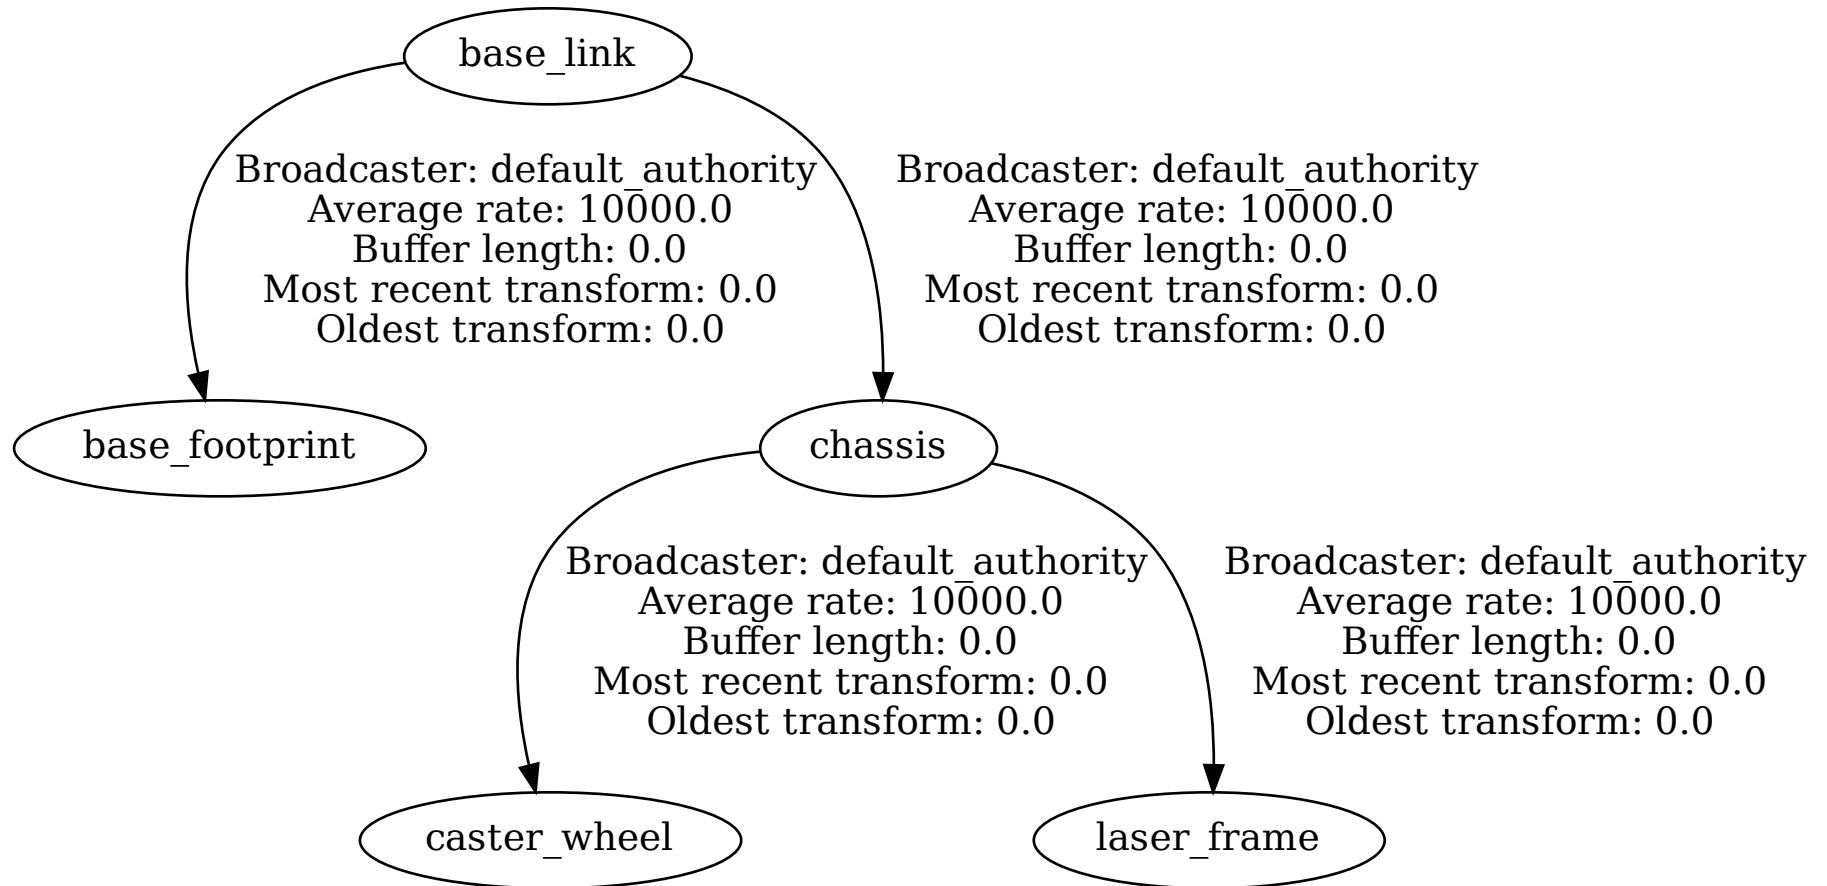 base_link
Broadcaster: default_authority
Average rate: 10000.0
Buffer length: 0.0
Most recent transform: 0.0
Oldest transform: 0.0
Broadcaster: default_authority
Average rate: 10000.0
Buffer length: 0.0
Most recent transform: 0.0
Oldest transform: 0.0
base_footprint
chassis
Broadcaster: default_authority
Average rate: 10000.0
Buffer length: 0.0
Most recent transform: 0.0
Oldest transform: 0.0
Broadcaster: default_authority
Average rate: 10000.0
Buffer length: 0.0
Most recent transform: 0.0
Oldest transform: 0.0
caster_wheel
laser_frame